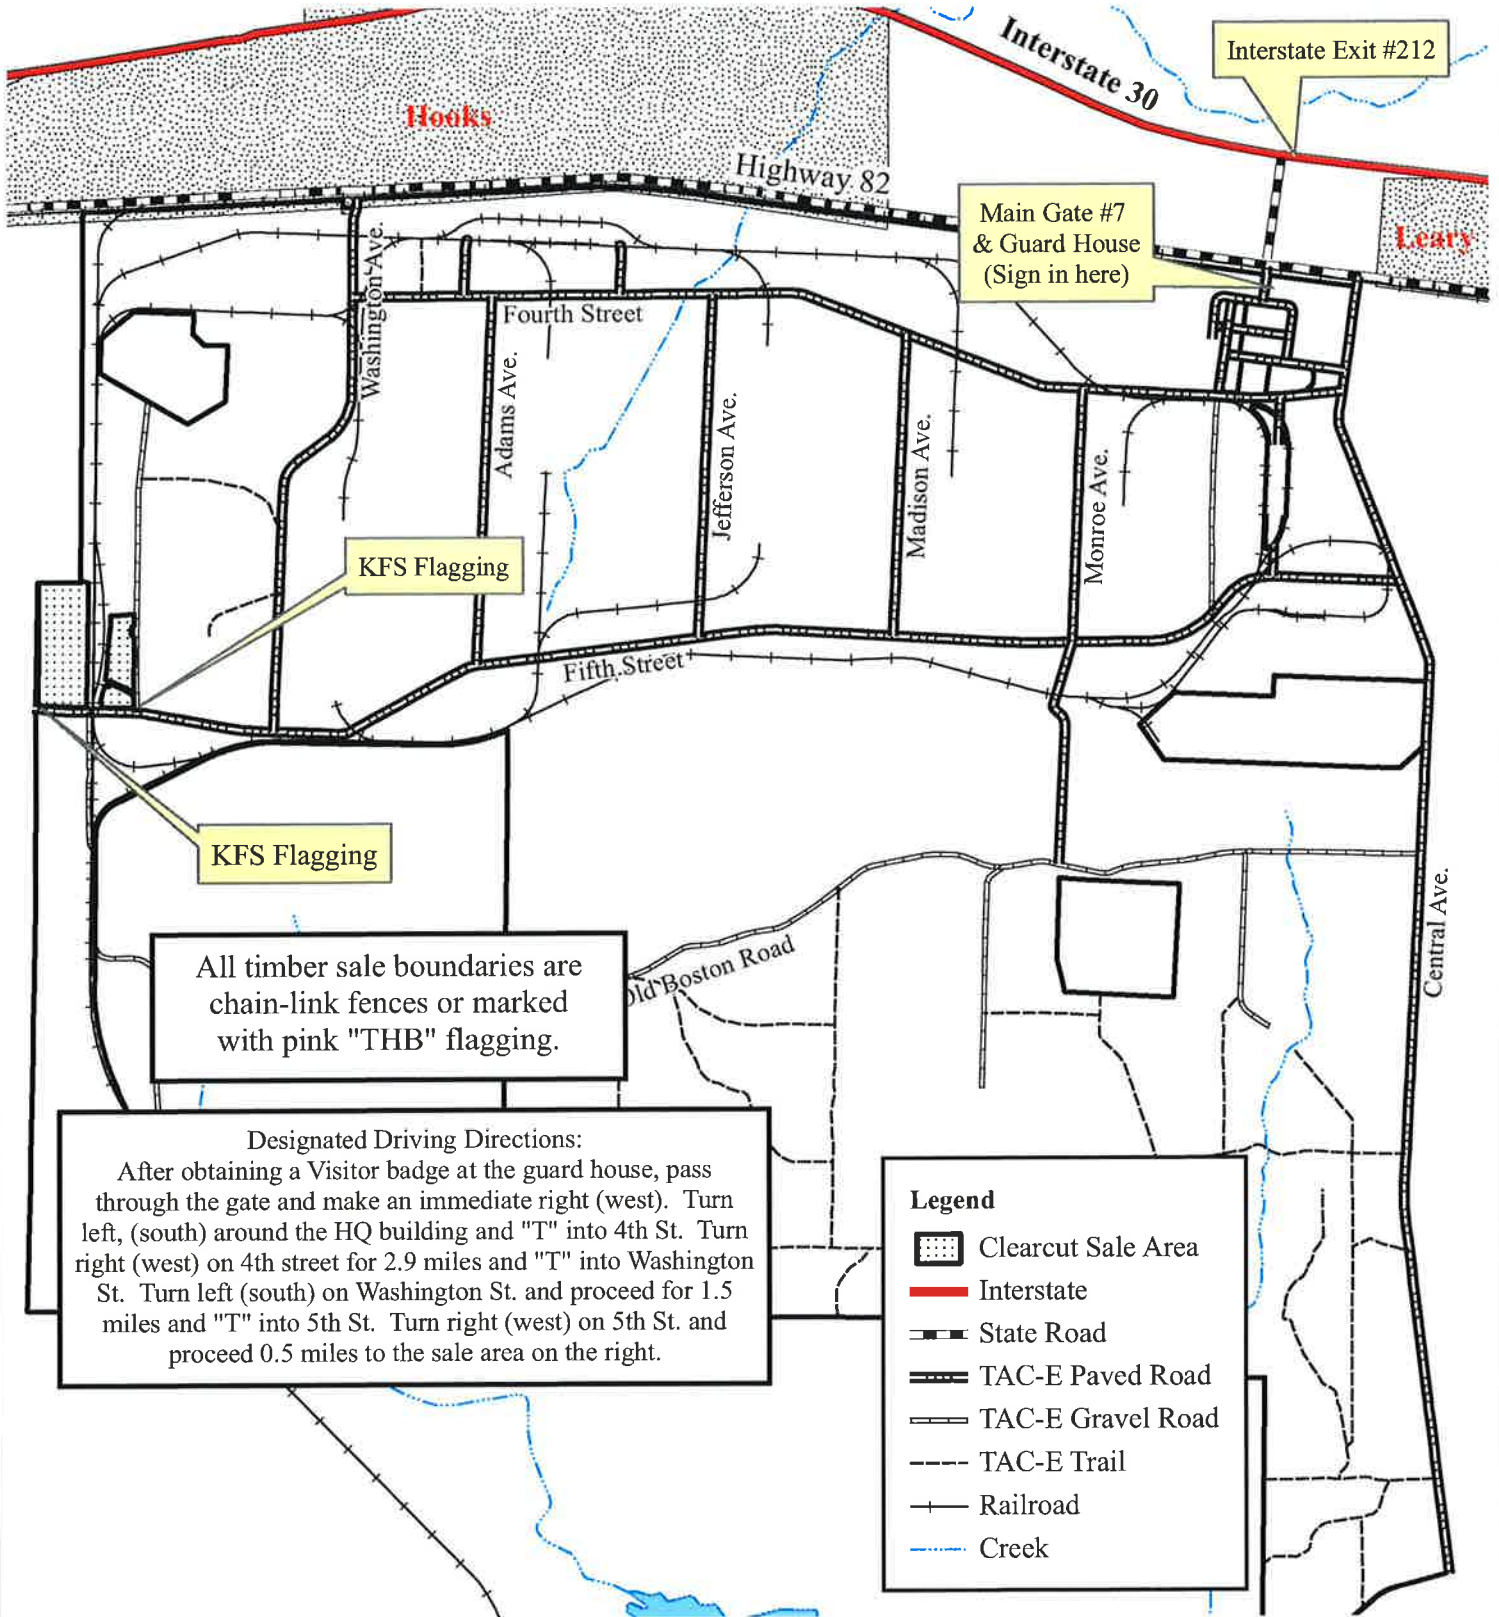 Interstate 30
Interstate Exit #212
Hooks
Highway 82
Main Gate #7
& Guard House
(Sign in here)
Leary
Washington Ave.
Fourth Street
Adams Ave.
Jefferson Ave.
Madison Ave.
Monroe Ave.
KFS Flagging
Fifth Street
KFS Flagging
Central Ave.
Old Boston Road
All timber sale boundaries are
chain-link fences or marked
with pink "THB" flagging.
Designated Driving Directions:
After obtaining a Visitor badge at the guard house, pass
through the gate and make an immediate right (west). Turn
left, (south) around the HQ building and "T" into 4th St. Turn
right (west) on 4th street for 2.9 miles and "T" into Washington
St. Turn left (south) on Washington St. and proceed for 1.5
miles and "T" into 5th St. Turn right (west) on 5th St. and
proceed 0.5 miles to the sale area on the right.
Legend
Clearcut Sale Area
Interstate
State Road
TAC-E Paved Road
TAC-E Gravel Road
TAC-E Trail
Railroad
Creek